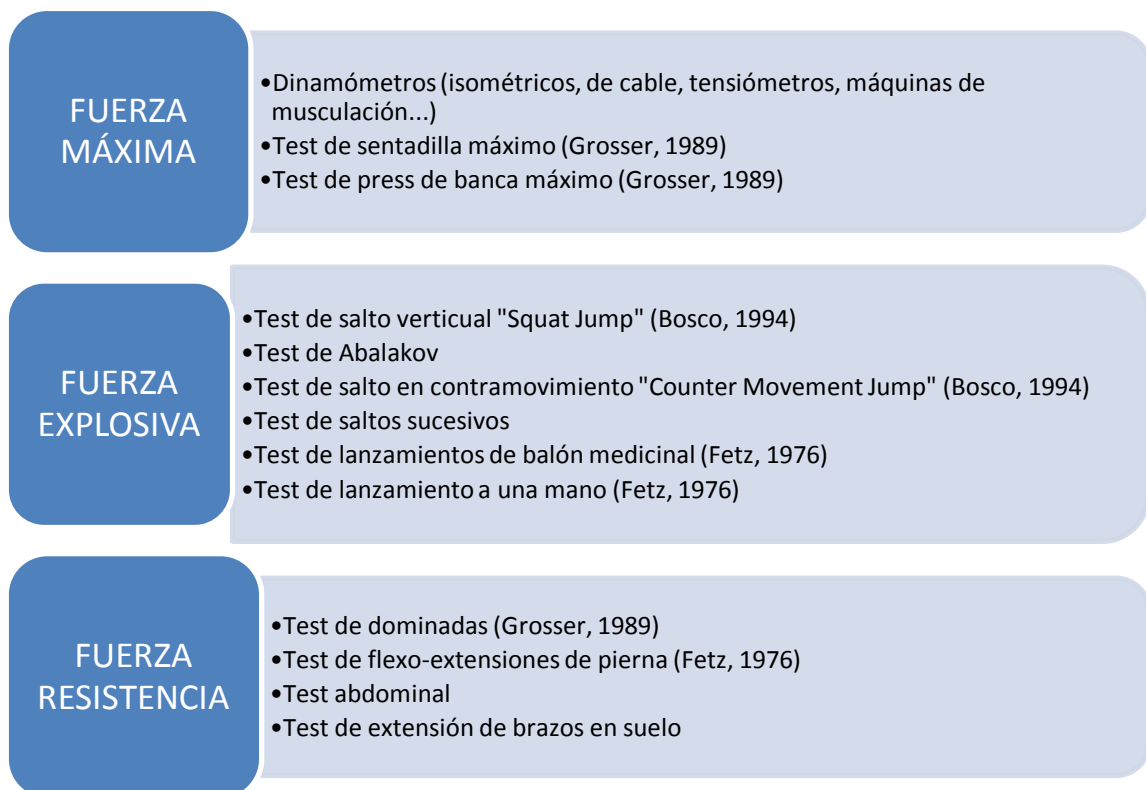 FUERZA
MÁXIMA
•Dinamómetros (isométricos, de cable, tensiómetros, máquinas de
musculación...)
•Test de sentadilla máximo (Grosser, 1989)
•Test de press de banca máximo (Grosser, 1989)
FUERZA
EXPLOSIVA
•Test de salto verticual "Squat Jump" (Bosco, 1994)
•Test de Abalakov
•Test de salto en contramovimiento "Counter Movement Jump" (Bosco, 1994)
•Test de saltos sucesivos
•Test de lanzamientos de balón medicinal (Fetz, 1976)
•Test de lanzamiento a una mano (Fetz, 1976)
FUERZA
RESISTENCIA
•Test de dominadas (Grosser, 1989)
•Test de flexo-extensiones de pierna (Fetz, 1976)
•Test abdominal
•Test de extensión de brazos en suelo